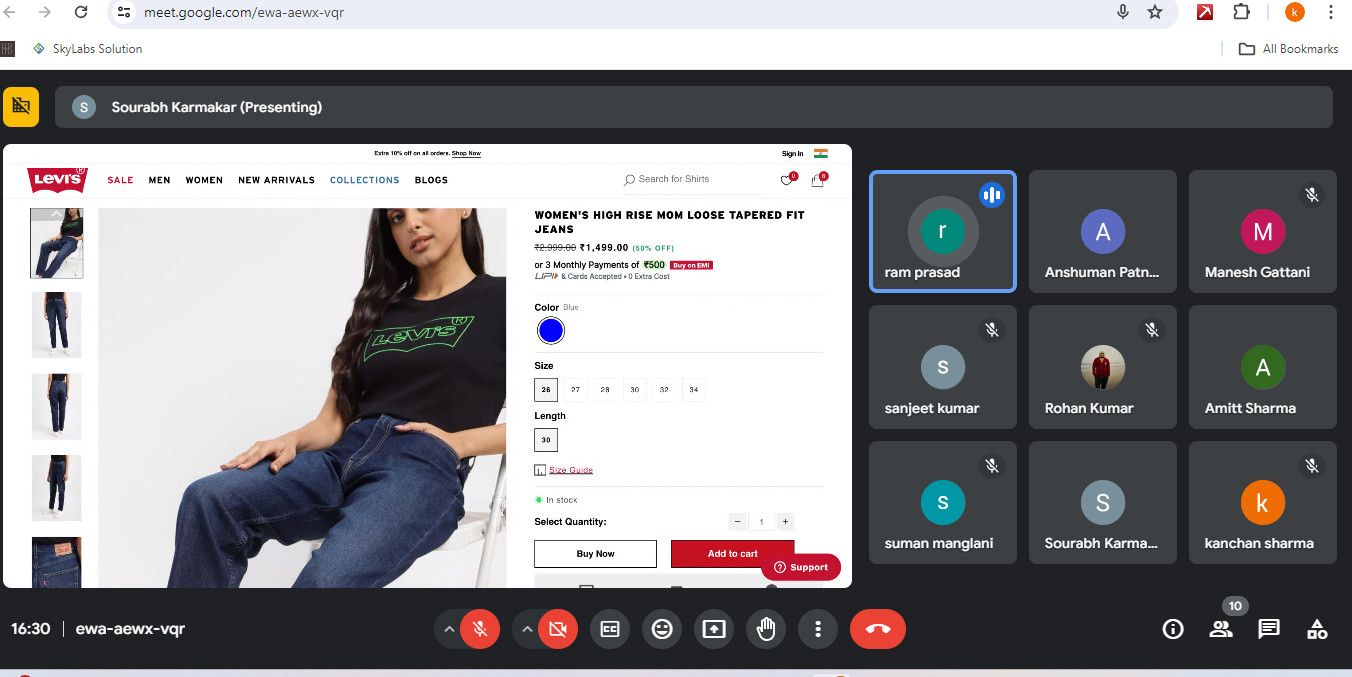 meet.google.com/ewa-aewx-vqr
k
SkyLabs Solution
All Bookmarks
S
Sourabh Karmakar (Presenting)
Extra 10% off on all orders. Shop Now
Sign In
LEVI'S®
SALE MEN WOMEN NEW ARRIVALS COLLECTIONS BLOGS
Search for Shirts
0
8
WOMEN'S HIGH RISE MOM LOOSE TAPERED FIT
JEANS
₹2,999.00 ₹1,499.00 (50% OFF)
or 3 Monthly Payments of ₹500 Buy on EMI
UPI & Cards Accepted • 0 Extra Cost
LEVI'S®
Color Blue
Size
26 27 28 30 32 34
Length
30
Size Guide
In stock
Select Quantity:
− 1 +
Buy Now
Add to cart
Support
r
ram prasad
A
Anshuman Patn...
M
Manesh Gattani
s
sanjeet kumar
Rohan Kumar
A
Amitt Sharma
s
suman manglani
S
Sourabh Karma...
k
kanchan sharma
16:30 | ewa-aewx-vqr
CC
10